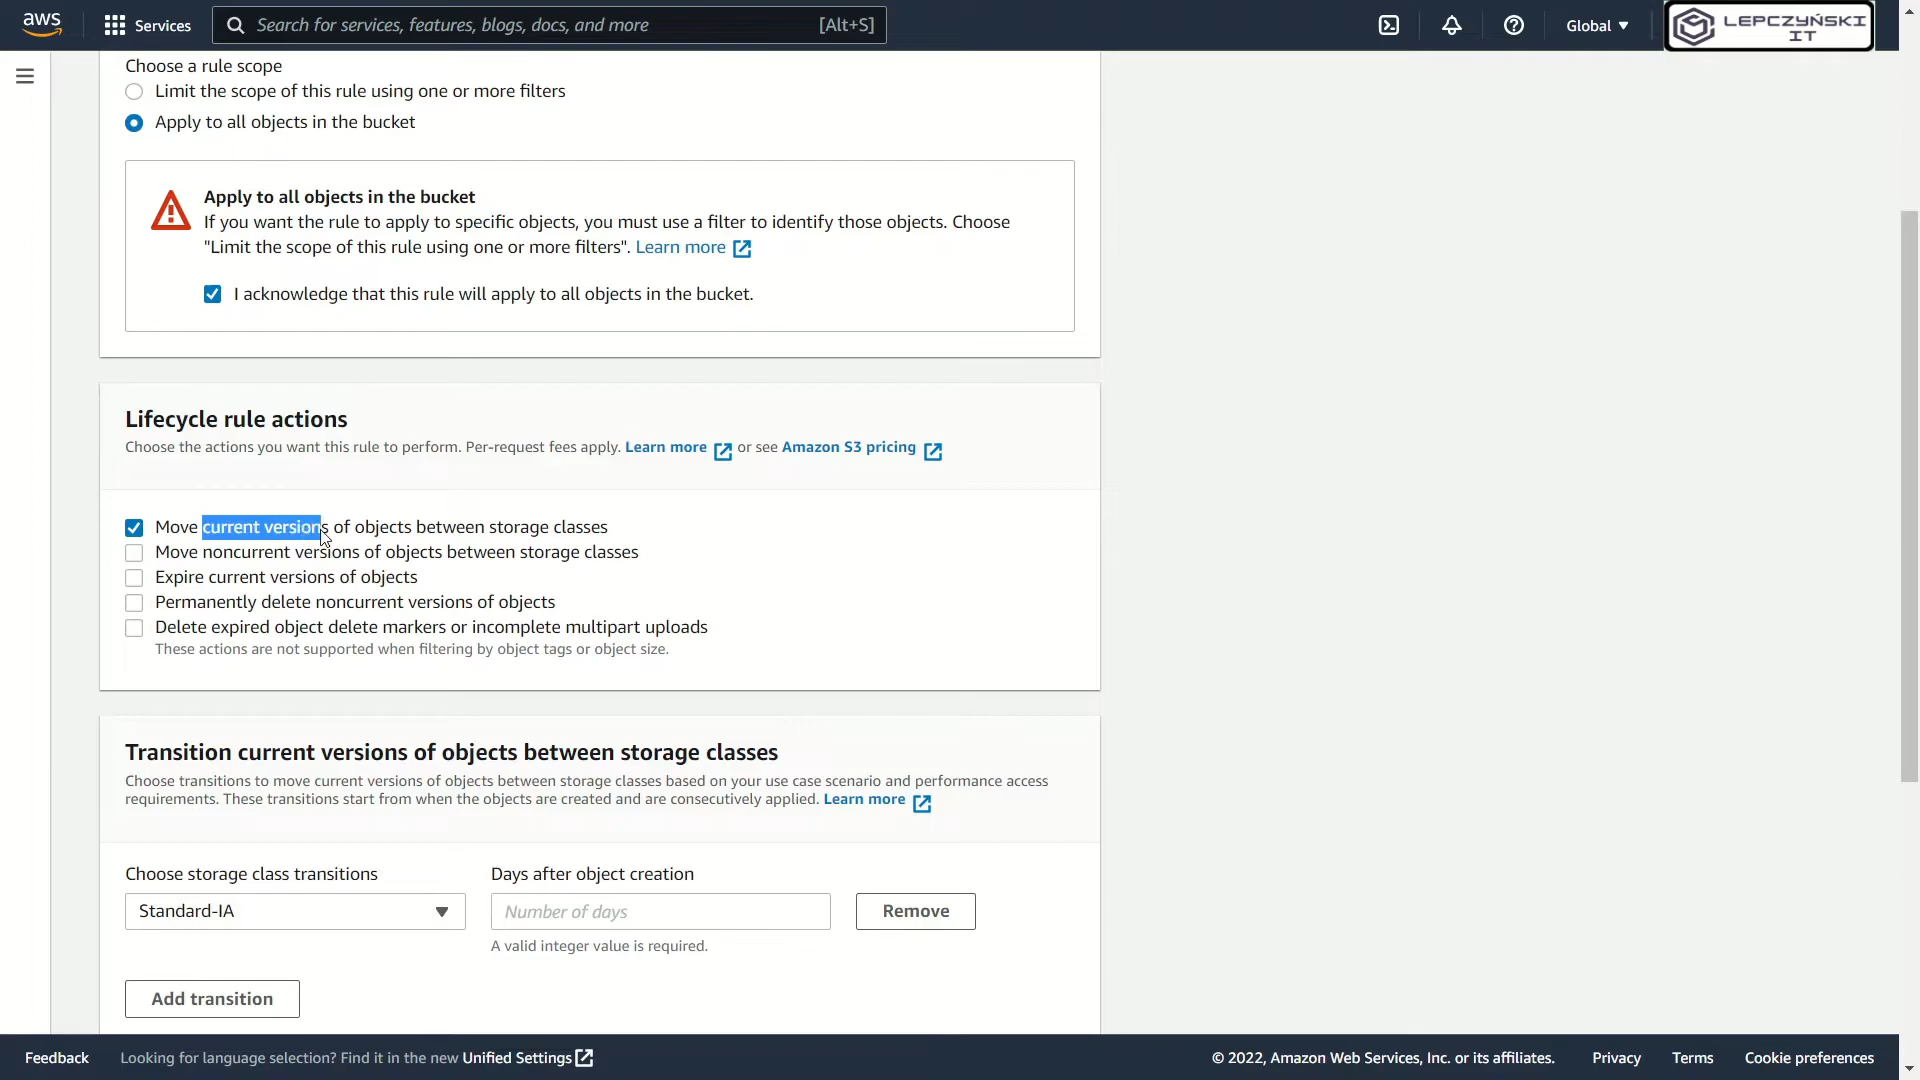 aws
Services
Search for services, features, blogs, docs, and more [Alt+S]
Global
LEPCZYŃSKI
IT
Choose a rule scope
Limit the scope of this rule using one or more filters
Apply to all objects in the bucket
Apply to all objects in the bucket
If you want the rule to apply to specific objects, you must use a filter to identify those objects. Choose
"Limit the scope of this rule using one or more filters". Learn more
I acknowledge that this rule will apply to all objects in the bucket.
Lifecycle rule actions
Choose the actions you want this rule to perform. Per-request fees apply. Learn more or see Amazon S3 pricing
Move current versions of objects between storage classes
Move noncurrent versions of objects between storage classes
Expire current versions of objects
Permanently delete noncurrent versions of objects
Delete expired object delete markers or incomplete multipart uploads
These actions are not supported when filtering by object tags or object size.
Transition current versions of objects between storage classes
Choose transitions to move current versions of objects between storage classes based on your use case scenario and performance access
requirements. These transitions start from when the objects are created and are consecutively applied. Learn more
Choose storage class transitions
Days after object creation
Standard-IA
Number of days
Remove
A valid integer value is required.
Add transition
Feedback
Looking for language selection? Find it in the new Unified Settings
© 2022, Amazon Web Services, Inc. or its affiliates.
Privacy
Terms
Cookie preferences